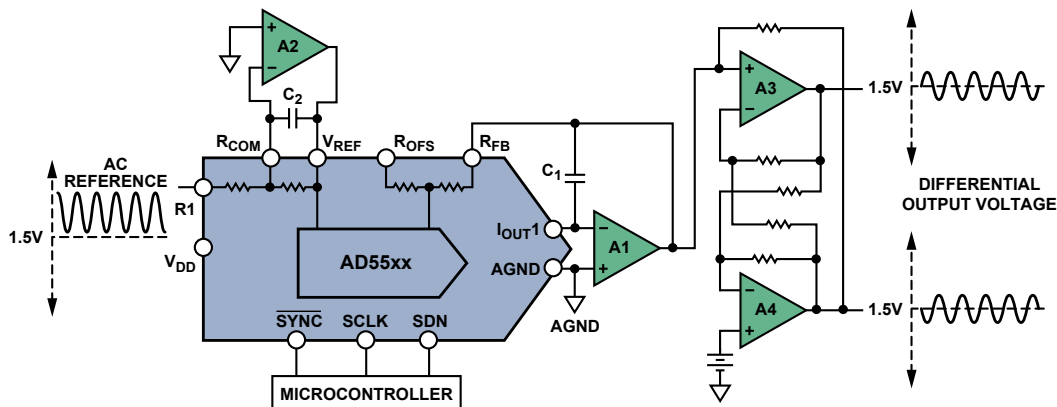 A2
+
−
C2
RCOM
VREF
ROFS
RFB
AC
REFERENCE
R1
1.5V
VDD
C1
IOUT1
−
A1
+
AGND
AD55xx
AGND
SYNC
SCLK
SDN
MICROCONTROLLER
+
A3
−
1.5V
DIFFERENTIAL
OUTPUT VOLTAGE
−
A4
+
1.5V